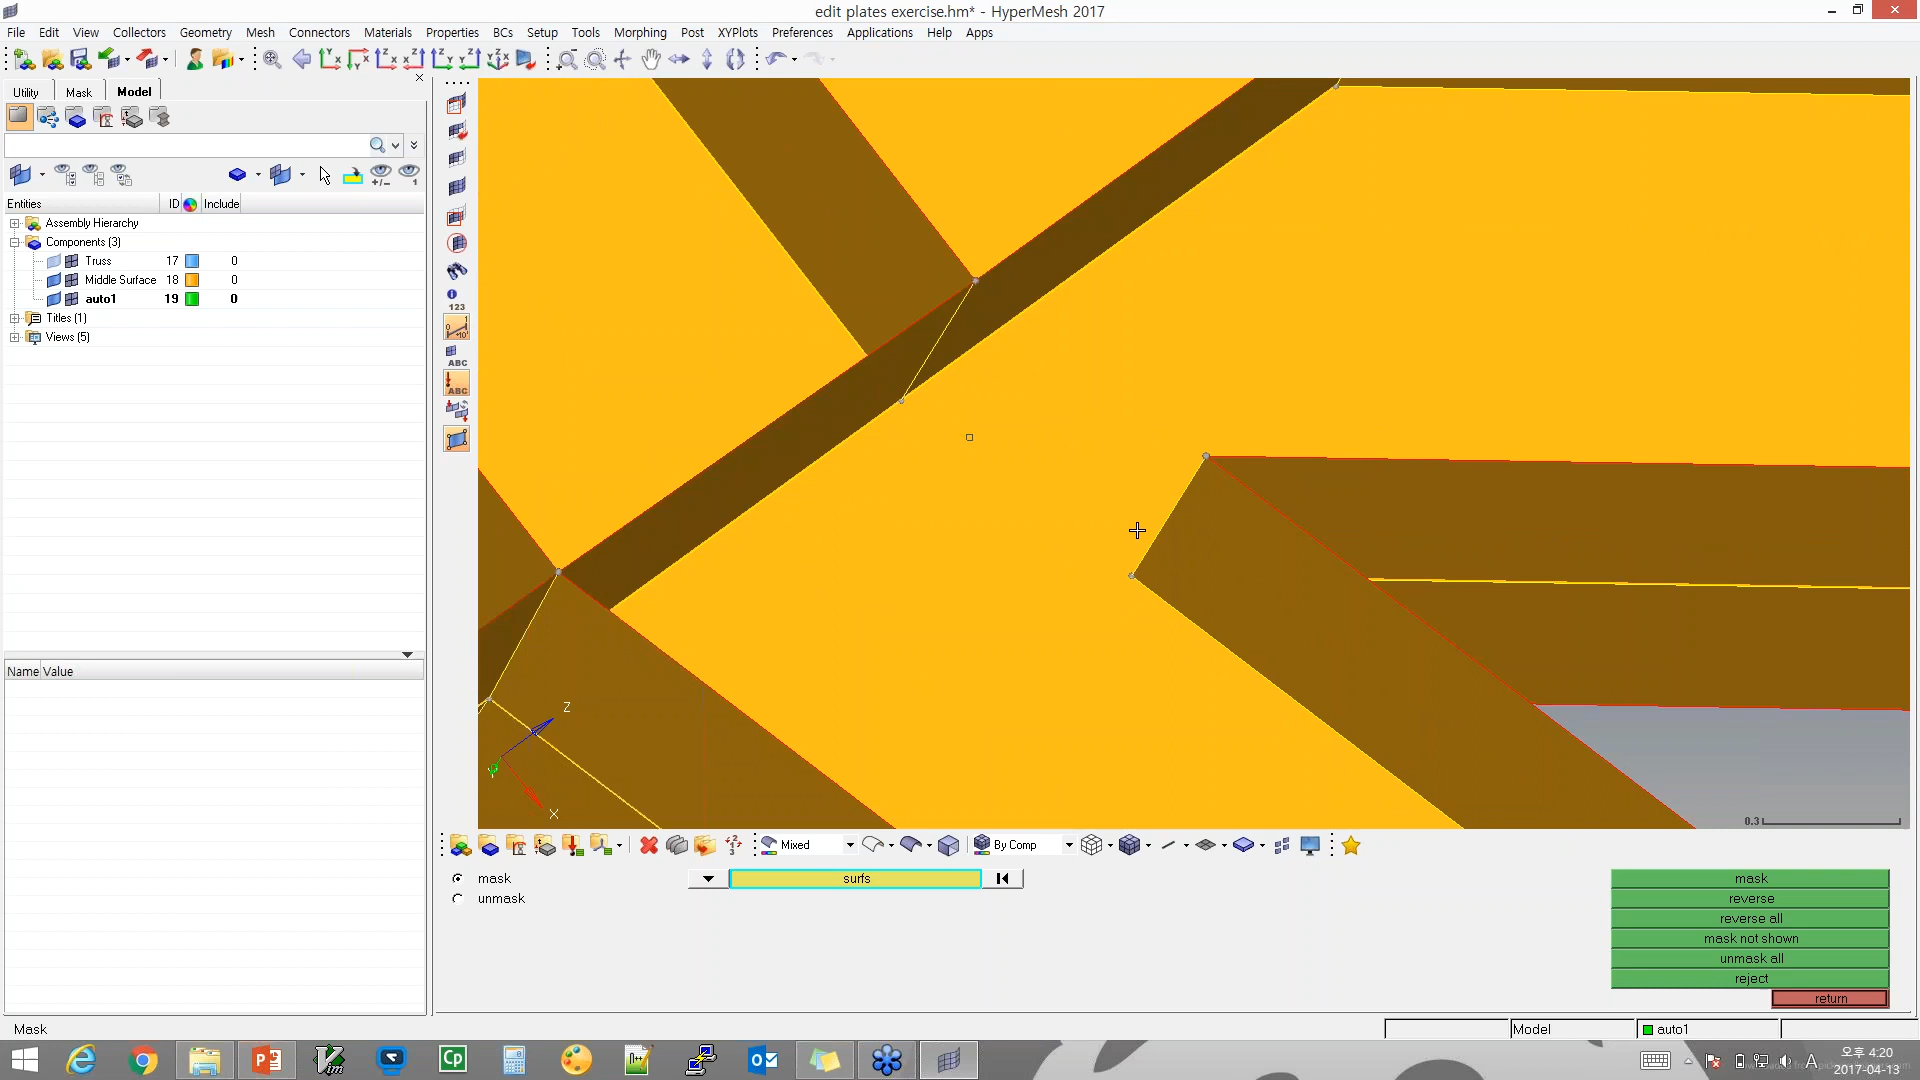 edit plates exercise.hm* - HyperMesh 2017
File Edit View Collectors Geometry Mesh Connectors Materials Properties BCs Setup Tools Morphing Post XYPlots Preferences Applications Help Apps
Utility Mask Model
Entities ID Include
Assembly Hierarchy
Components (3)
Truss 17 0
Middle Surface 18 0
auto1 19 0
Titles (1)
Views (5)
Name Value
123
ABC
ABC
Z
X
0.3
Mixed By Comp
mask surfs mask
unmask reverse
reverse all
mask not shown
unmask all
reject
return
Mask Model auto1
A 오후 4:20
2017-04-13